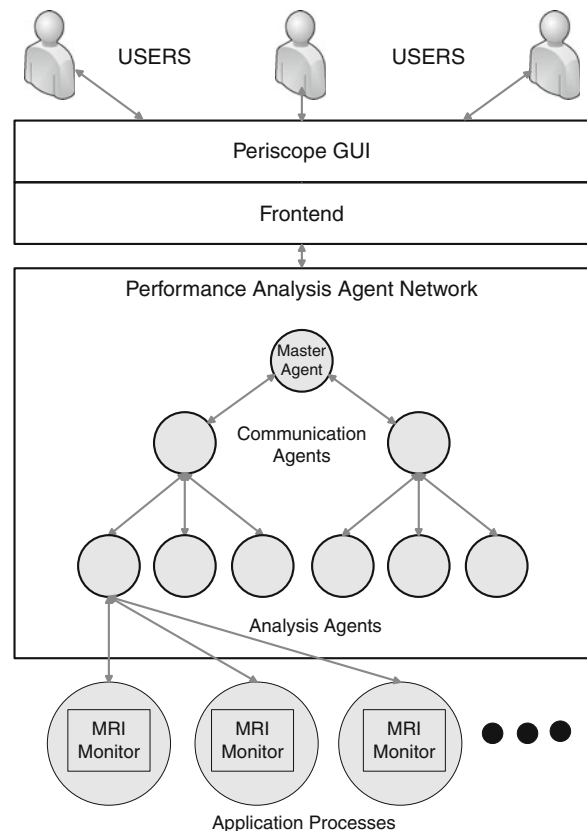 USERS USERS
Periscope GUI
Frontend
Performance Analysis Agent Network
Master
Agent
Communication
Agents
Analysis Agents
MRI
Monitor
MRI
Monitor
MRI
Monitor
Application Processes